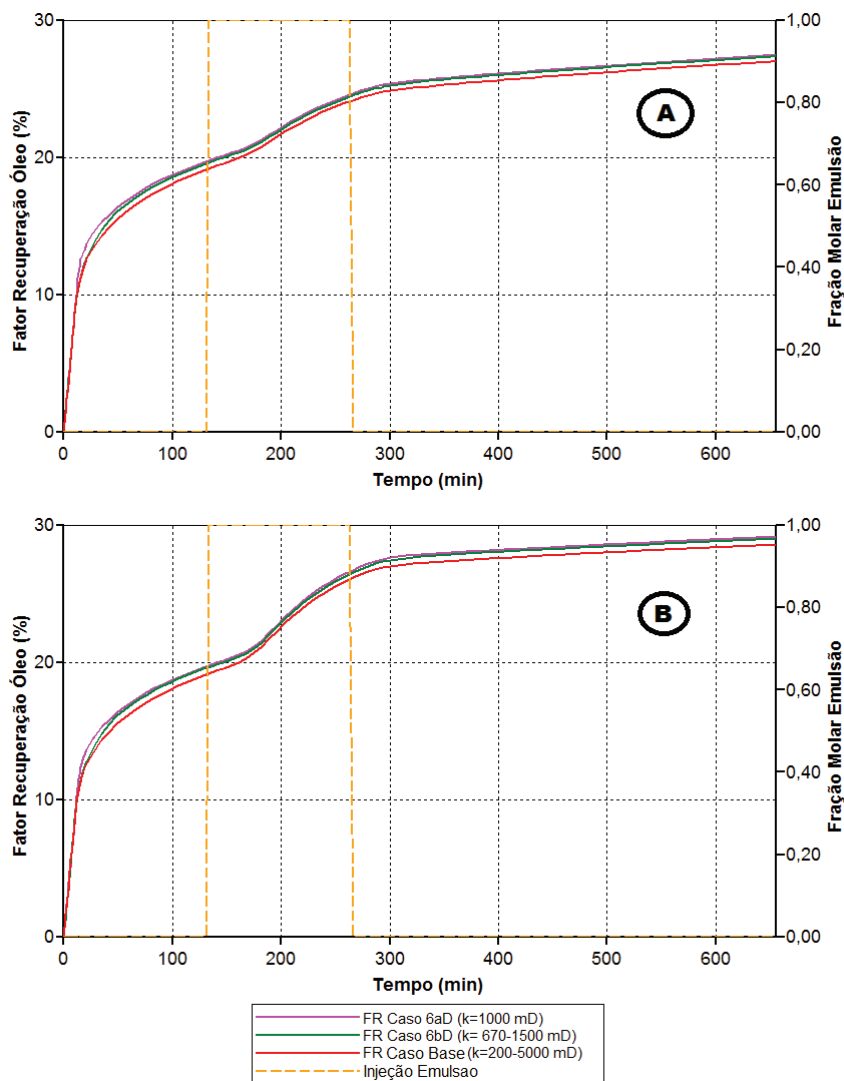 Fator Recuperação Óleo (%)
30
20
10
0
A
1,00
0,80
0,60
0,40
0,20
0,00
Fração Molar Emulsão
0 100 200 300 400 500 600
Tempo (min)
Fator Recuperação Óleo (%)
30
20
10
0
B
1,00
0,80
0,60
0,40
0,20
0,00
Fração Molar Emulsão
0 100 200 300 400 500 600
Tempo (min)
FR Caso 6aD (k=1000 mD)
FR Caso 6bD (k= 670-1500 mD)
FR Caso Base (k=200-5000 mD)
Injeção Emulsao